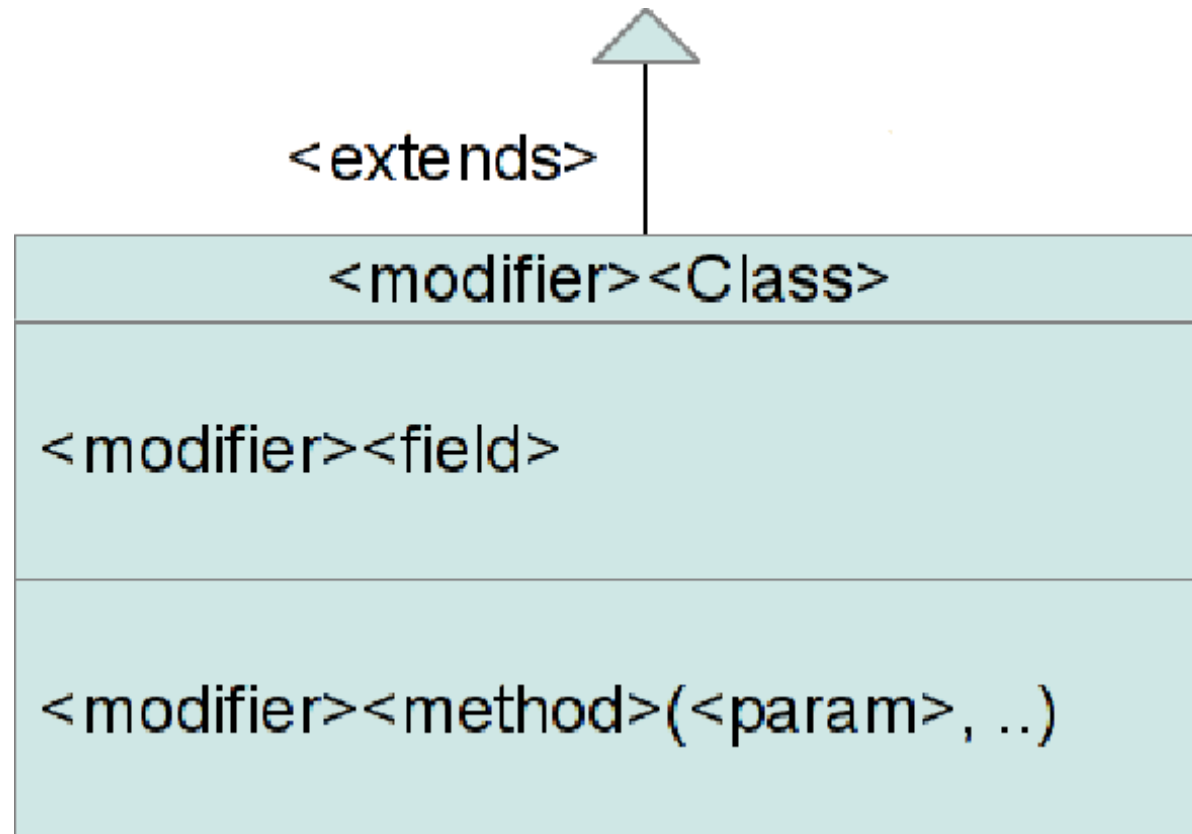 <extends>
<modifier><Class>
<modifier><field>
<modifier><method>(<param>, ..)